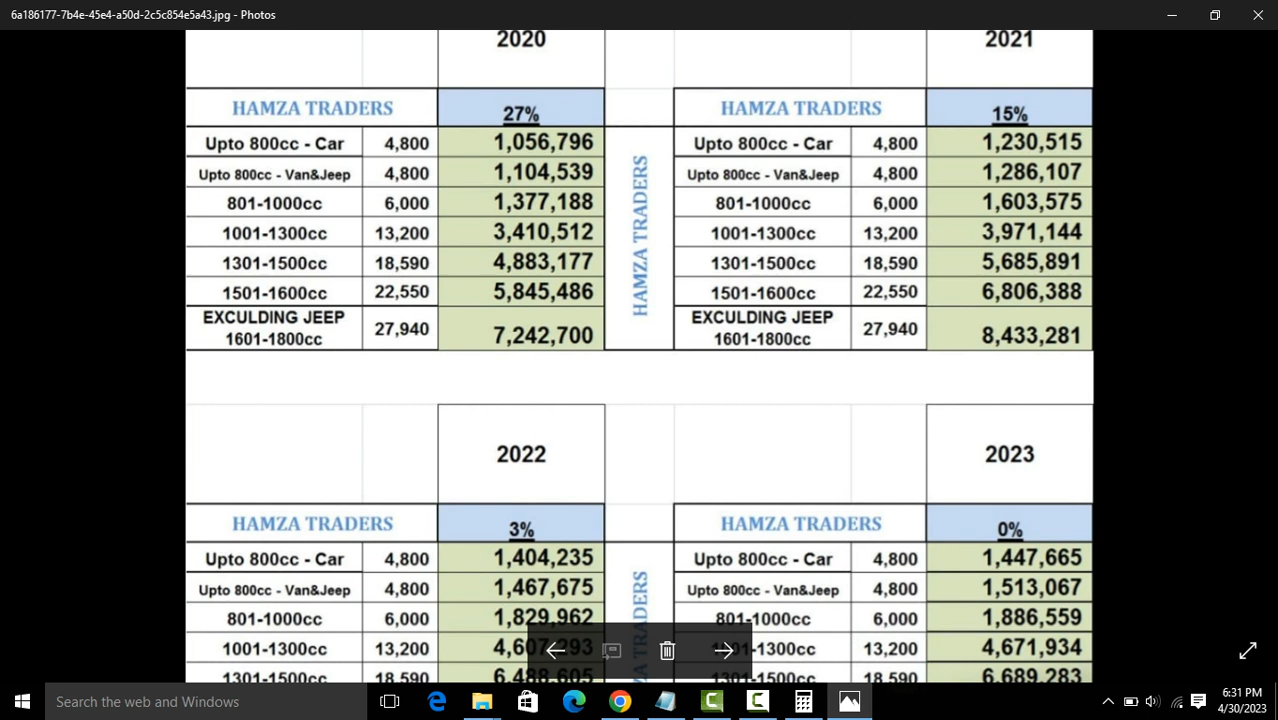 6a186177-7b4e-45e4-a50d-2c5c854e5a43.jpg - Photos
2020 2021
HAMZA TRADERS 27% HAMZA TRADERS 15%
Upto 800cc - Car 4,800 1,056,796 Upto 800cc - Car 4,800 1,230,515
Upto 800cc - Van&Jeep 4,800 1,104,539 Upto 800cc - Van&Jeep 4,800 1,286,107
801-1000cc 6,000 1,377,188 801-1000cc 6,000 1,603,575
1001-1300cc 13,200 3,410,512 1001-1300cc 13,200 3,971,144
1301-1500cc 18,590 4,883,177 1301-1500cc 18,590 5,685,891
1501-1600cc 22,550 5,845,486 1501-1600cc 22,550 6,806,388
EXCULDING JEEP 27,940 7,242,700 EXCULDING JEEP 27,940 8,433,281
1601-1800cc 1601-1800cc
HAMZA TRADERS
2022 2023
HAMZA TRADERS 3% HAMZA TRADERS 0%
Upto 800cc - Car 4,800 1,404,235 Upto 800cc - Car 4,800 1,447,665
Upto 800cc - Van&Jeep 4,800 1,467,675 Upto 800cc - Van&Jeep 4,800 1,513,067
801-1000cc 6,000 1,829,962 801-1000cc 6,000 1,886,559
1001-1300cc 13,200 13,200 4,671,934
1301-1500cc 18,590 6,488,605 18,590 6,689,283
TRADERS
Search the web and Windows
6:31 PM
4/30/2023